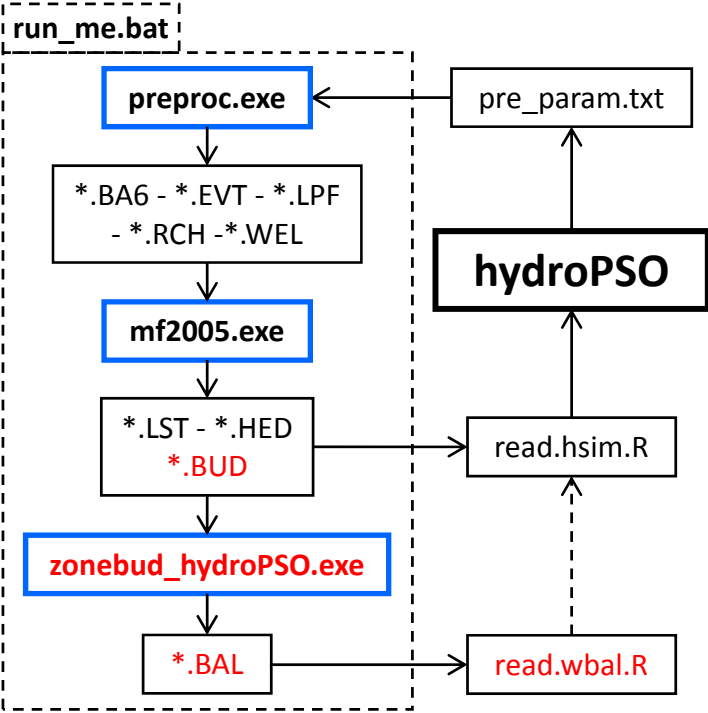 run_me.bat
preproc.exe
pre_param.txt
*.BA6 - *.EVT - *.LPF
- *.RCH -*.WEL
hydroPSO
mf2005.exe
*.LST - *.HED
*.BUD
read.hsim.R
zonebud_hydroPSO.exe
*.BAL
read.wbal.R